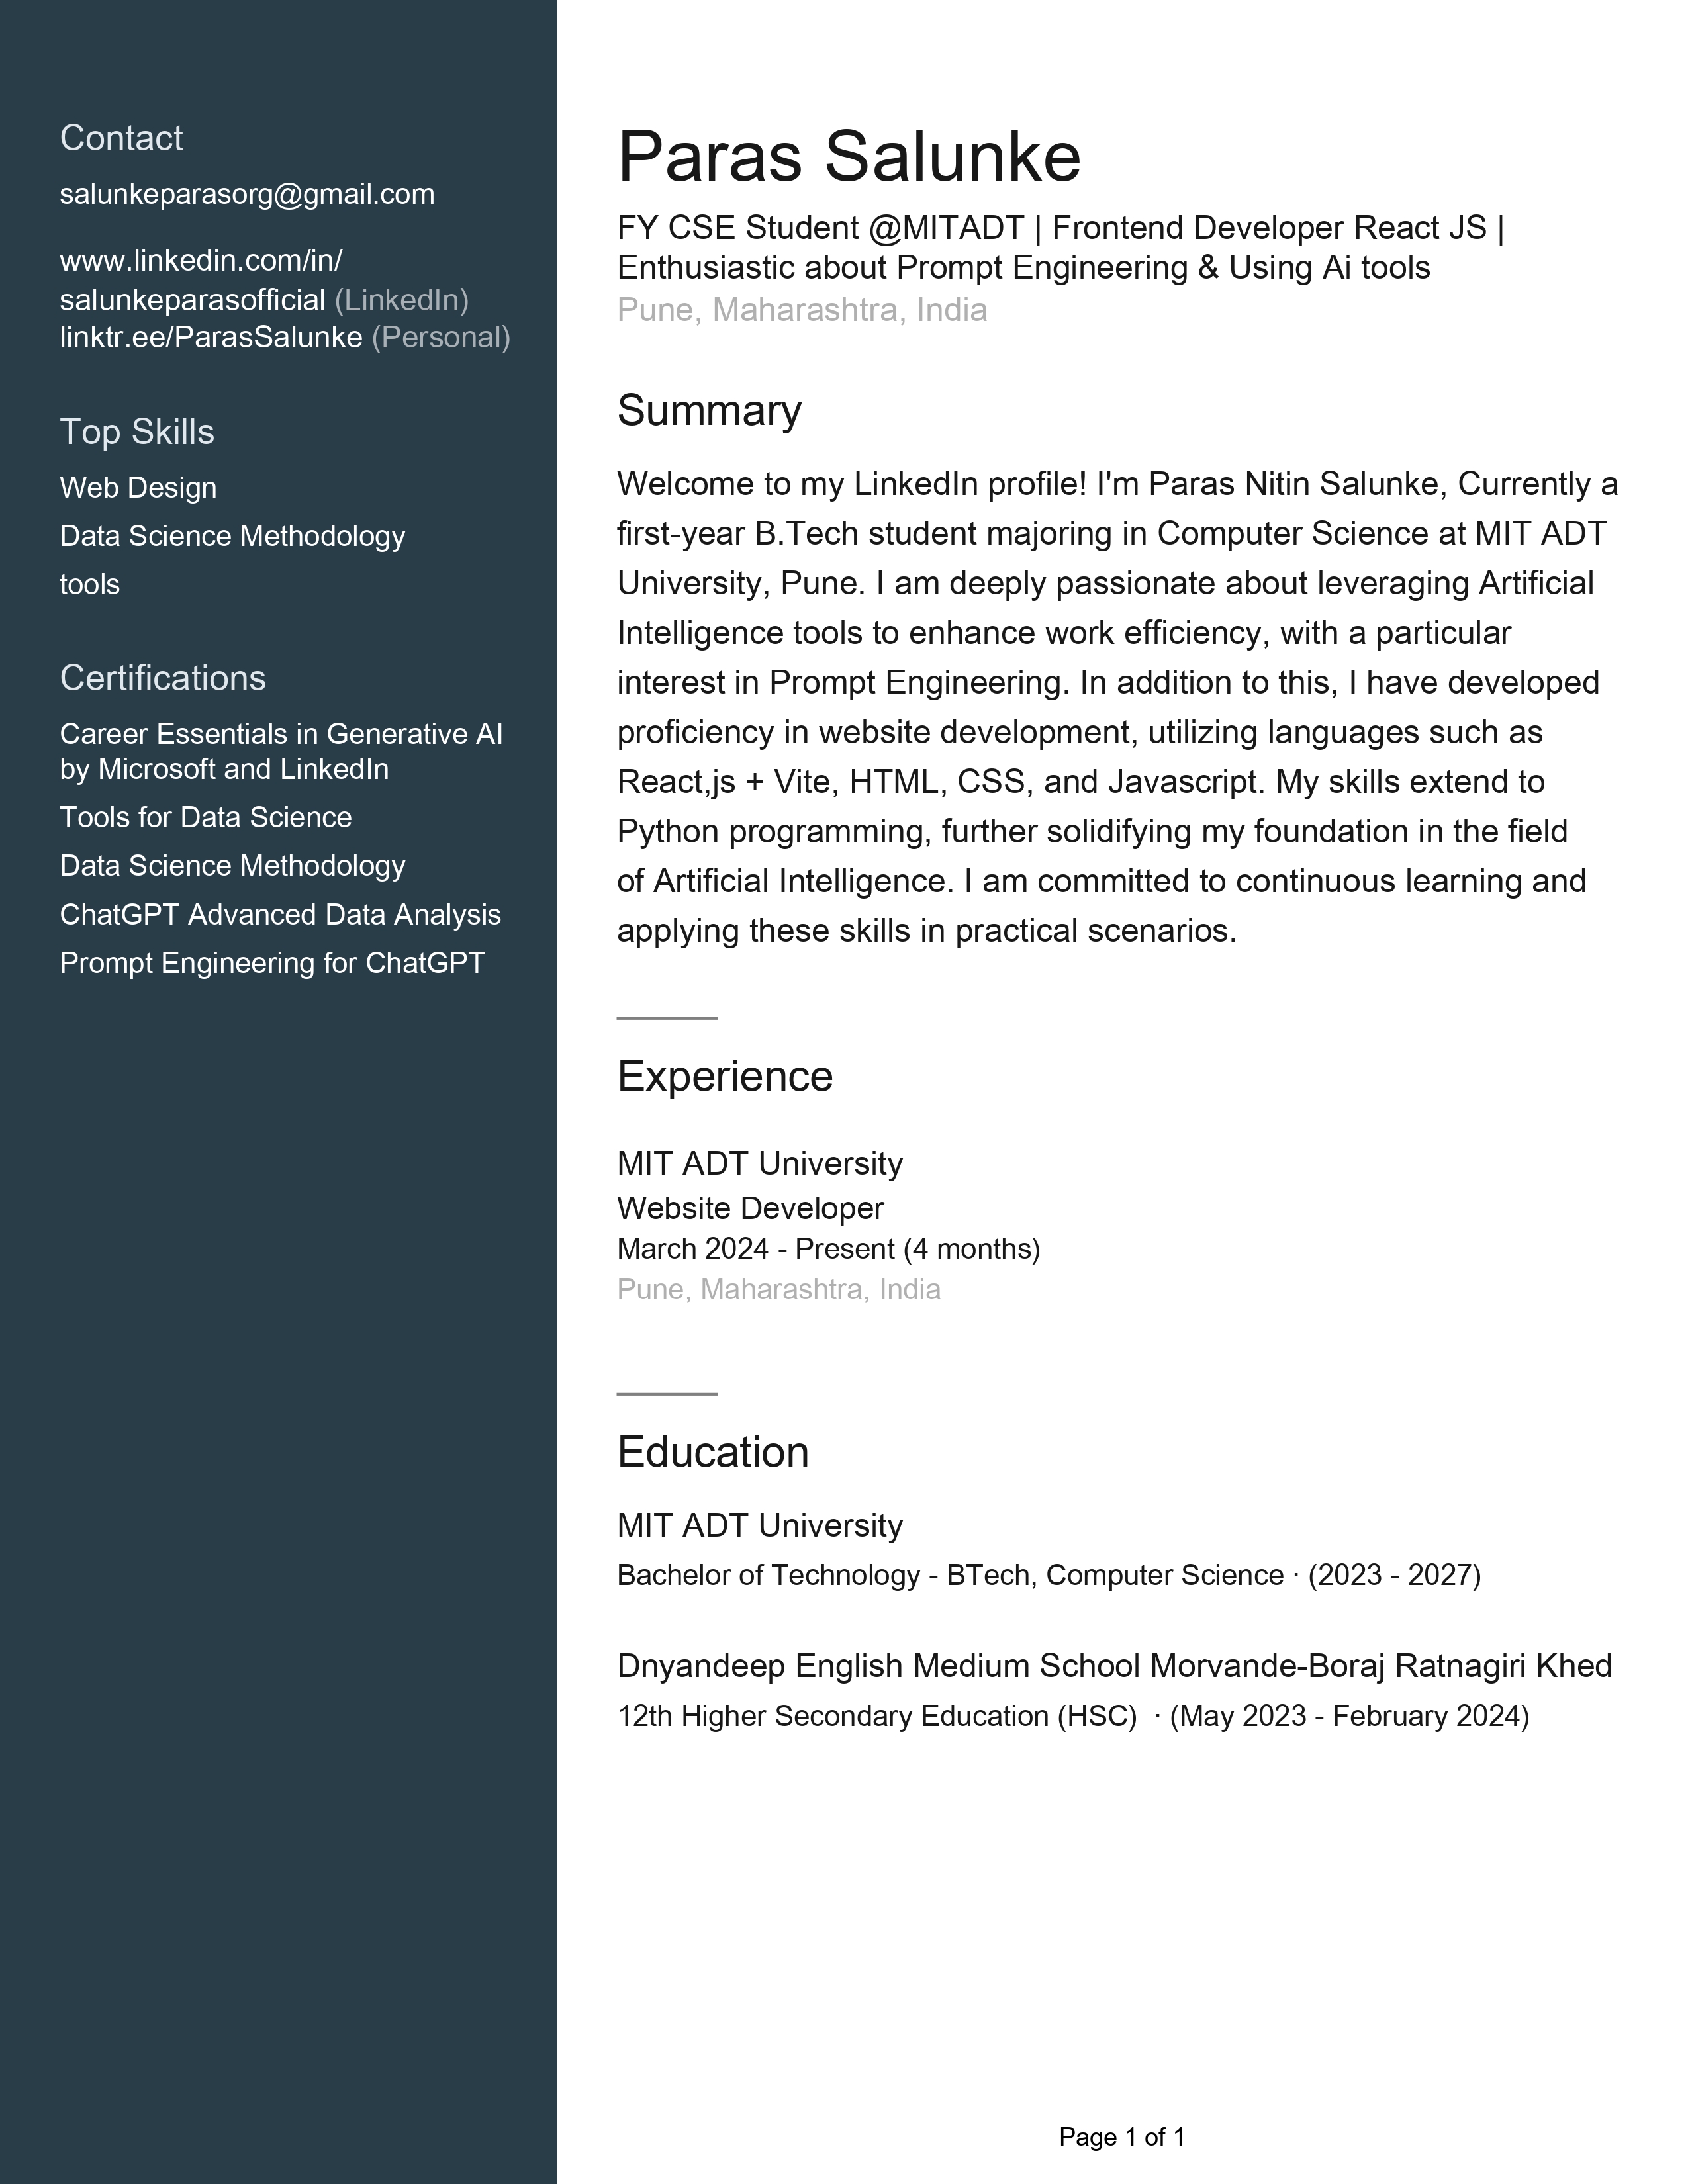 Contact
salunkeparasorg@gmail.com
www.linkedin.com/in/
salunkeparasofficial (LinkedIn)
linktr.ee/ParasSalunke (Personal)
Top Skills
Web Design
Data Science Methodology
tools
Certifications
Career Essentials in Generative AI
by Microsoft and LinkedIn
Tools for Data Science
Data Science Methodology
ChatGPT Advanced Data Analysis
Prompt Engineering for ChatGPT
Paras Salunke
FY CSE Student @MITADT | Frontend Developer React JS |
Enthusiastic about Prompt Engineering & Using Ai tools
Pune, Maharashtra, India
Summary
Welcome to my LinkedIn profile! I'm Paras Nitin Salunke, Currently a
first-year B.Tech student majoring in Computer Science at MIT ADT
University, Pune. I am deeply passionate about leveraging Artificial
Intelligence tools to enhance work efficiency, with a particular
interest in Prompt Engineering. In addition to this, I have developed
proficiency in website development, utilizing languages such as
React,js + Vite, HTML, CSS, and Javascript. My skills extend to
Python programming, further solidifying my foundation in the field
of Artificial Intelligence. I am committed to continuous learning and
applying these skills in practical scenarios.
Experience
MIT ADT University
Website Developer
March 2024 - Present (4 months)
Pune, Maharashtra, India
Education
MIT ADT University
Bachelor of Technology - BTech, Computer Science · (2023 - 2027)
Dnyandeep English Medium School Morvande-Boraj Ratnagiri Khed
12th Higher Secondary Education (HSC) · (May 2023 - February 2024)
Page 1 of 1